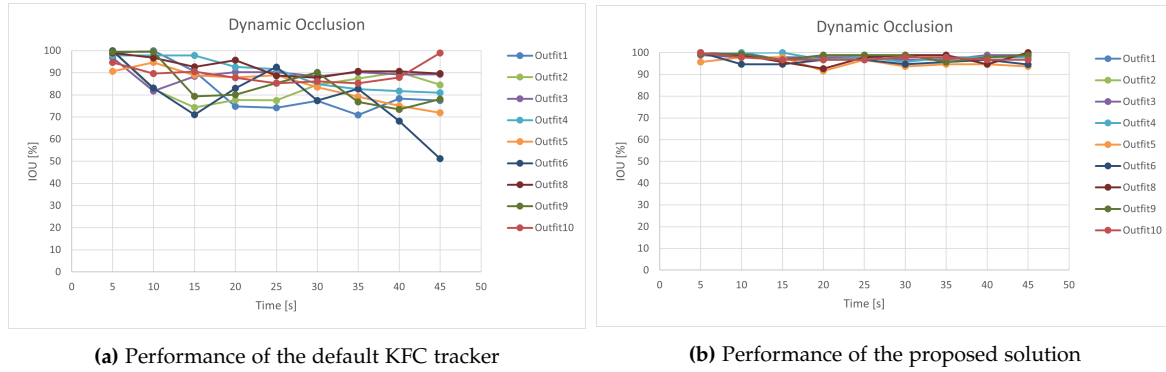 Dynamic Occlusion
100
90
80
70
60
50
40
30
20
10
0
IOU [%]
0 5 10 15 20 25 30 35 40 45 50
Time [s]
Outfit1
Outfit2
Outfit3
Outfit4
Outfit5
Outfit6
Outfit8
Outfit9
Outfit10
(a) Performance of the default KFC tracker
Dynamic Occlusion
100
90
80
70
60
50
40
30
20
10
0
IOU [%]
0 5 10 15 20 25 30 35 40 45 50
Time [s]
Outfit1
Outfit2
Outfit3
Outfit4
Outfit5
Outfit6
Outfit8
Outfit9
Outfit10
(b) Performance of the proposed solution